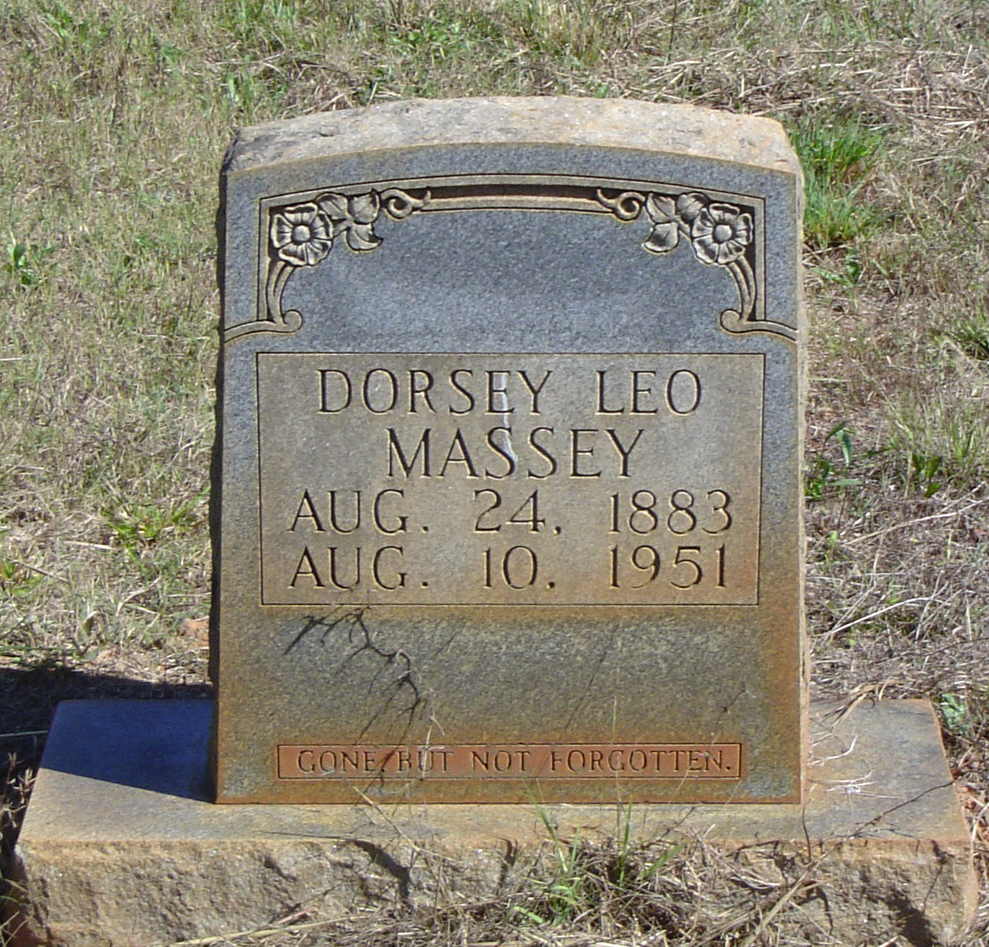 DORSEY LEO
MASSEY
AUG. 24, 1883
AUG. 10, 1951
GONE BUT NOT FORGOTTEN.